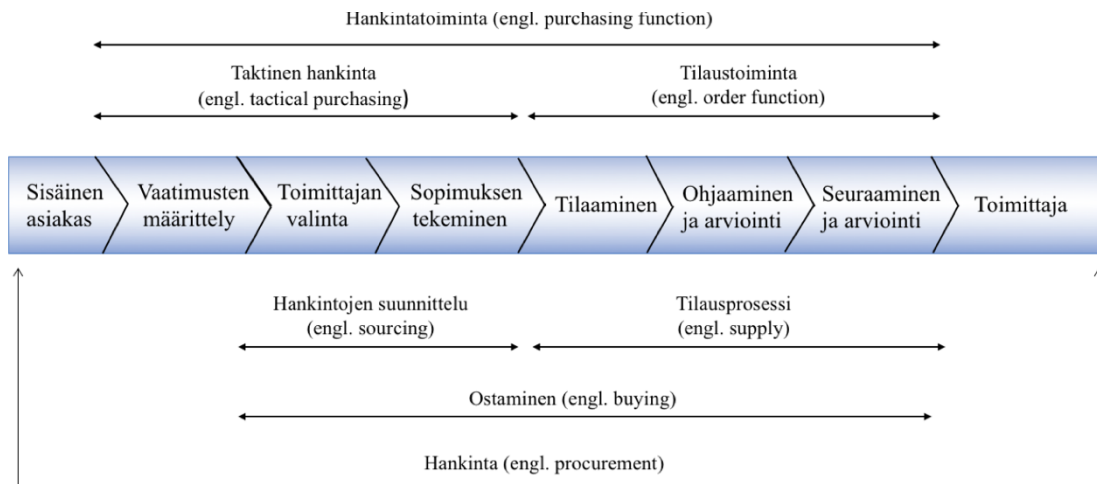 Hankintatoiminta (engl. purchasing function)
Taktinen hankinta
(engl. tactical purchasing)
Tilaustoiminta
(engl. order function)
Sisäinen
asiakas
Vaatimusten
määrittely
Toimittajan
valinta
Sopimuksen
tekeminen
Tilaaminen
Ohjaaminen
ja arviointi
Seuraaminen
ja arviointi
Toimittaja
Hankintojen suunnittelu
(engl. sourcing)
Tilausprosessi
(engl. supply)
Ostaminen (engl. buying)
Hankinta (engl. procurement)